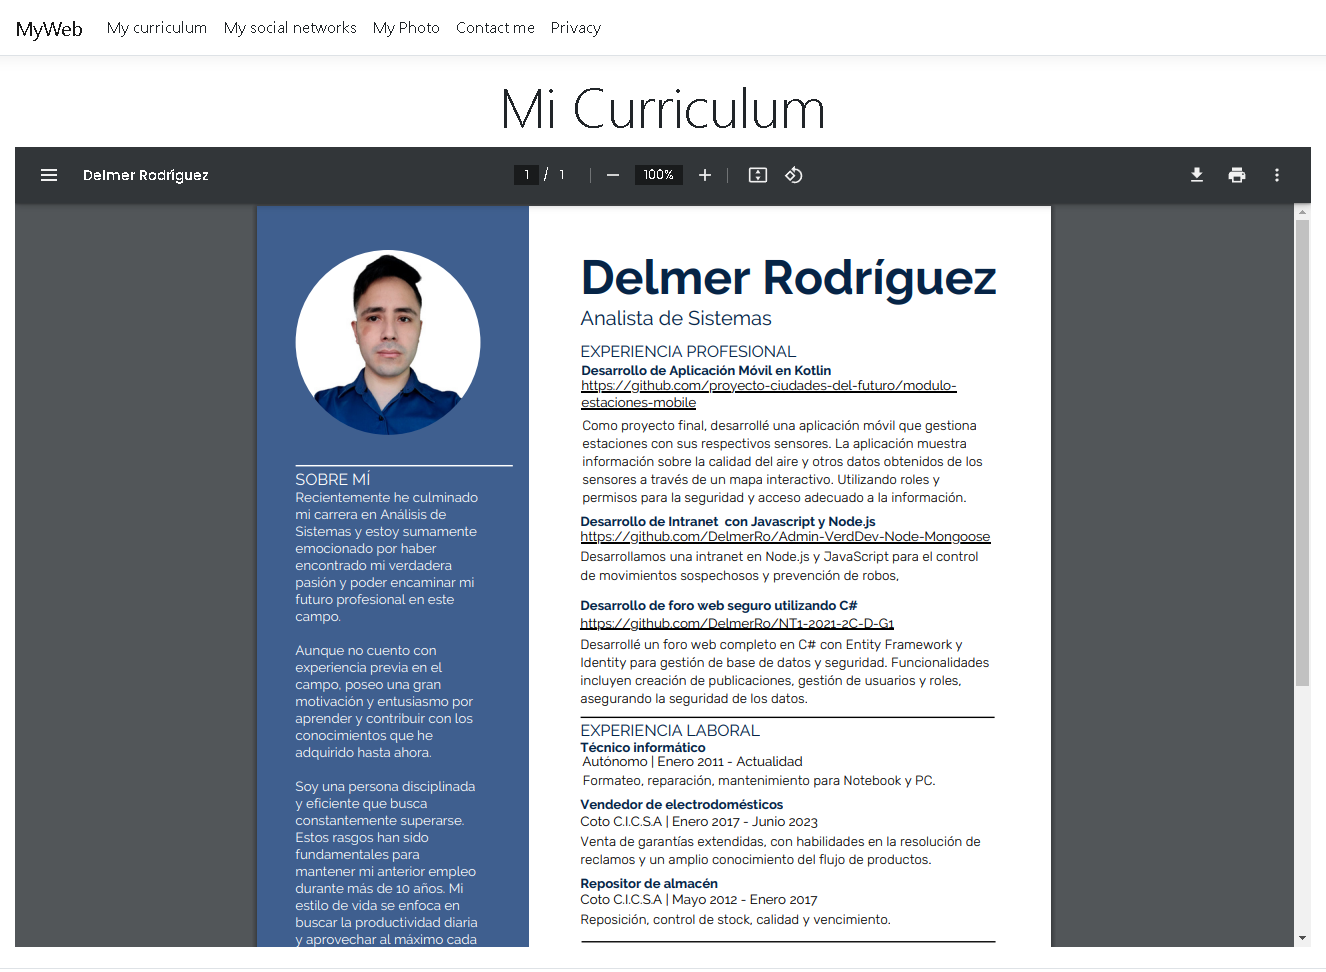 MyWeb My curriculum My social networks My Photo Contact me Privacy
Mi Curriculum
Delmer Rodríguez 1 / 1 100%
SOBRE MÍ
Recientemente he culminado
mi carrera en Análisis de
Sistemas y estoy sumamente
emocionado por haber
encontrado mi verdadera
pasión y poder encaminar mi
futuro profesional en este
campo.
Aunque no cuento con
experiencia previa en el
campo, poseo una gran
motivación y entusiasmo por
aprender y contribuir con los
conocimientos que he
adquirido hasta ahora.
Soy una persona disciplinada
y eficiente que busca
constantemente superarse.
Estos rasgos han sido
fundamentales para
mantener mi anterior empleo
durante más de 10 años. Mi
estilo de vida se enfoca en
buscar la productividad diaria
y aprovechar al máximo cada
Delmer Rodríguez
Analista de Sistemas
EXPERIENCIA PROFESIONAL
Desarrollo de Aplicación Móvil en Kotlin
https://github.com/proyecto-ciudades-del-futuro/modulo-
estaciones-mobile
Como proyecto final, desarrollé una aplicación móvil que gestiona
estaciones con sus respectivos sensores. La aplicación muestra
información sobre la calidad del aire y otros datos obtenidos de los
sensores a través de un mapa interactivo. Utilizando roles y
permisos para la seguridad y acceso adecuado a la información.
Desarrollo de Intranet con Javascript y Node.js
https://github.com/DelmerRo/Admin-VerdDev-Node-Mongoose
Desarrollamos una intranet en Node.js y JavaScript para el control
de movimientos sospechosos y prevención de robos,
Desarrollo de foro web seguro utilizando C#
https://github.com/DelmerRo/NT1-2021-2C-D-G1
Desarrollé un foro web completo en C# con Entity Framework y
Identity para gestión de base de datos y seguridad. Funcionalidades
incluyen creación de publicaciones, gestión de usuarios y roles,
asegurando la seguridad de los datos.
EXPERIENCIA LABORAL
Técnico informático
Autónomo | Enero 2011 - Actualidad
Formateo, reparación, mantenimiento para Notebook y PC.
Vendedor de electrodomésticos
Coto C.I.C.S.A | Enero 2017 - Junio 2023
Venta de garantías extendidas, con habilidades en la resolución de
reclamos y un amplio conocimiento del flujo de productos.
Repositor de almacén
Coto C.I.C.S.A | Mayo 2012 - Enero 2017
Reposición, control de stock, calidad y vencimiento.